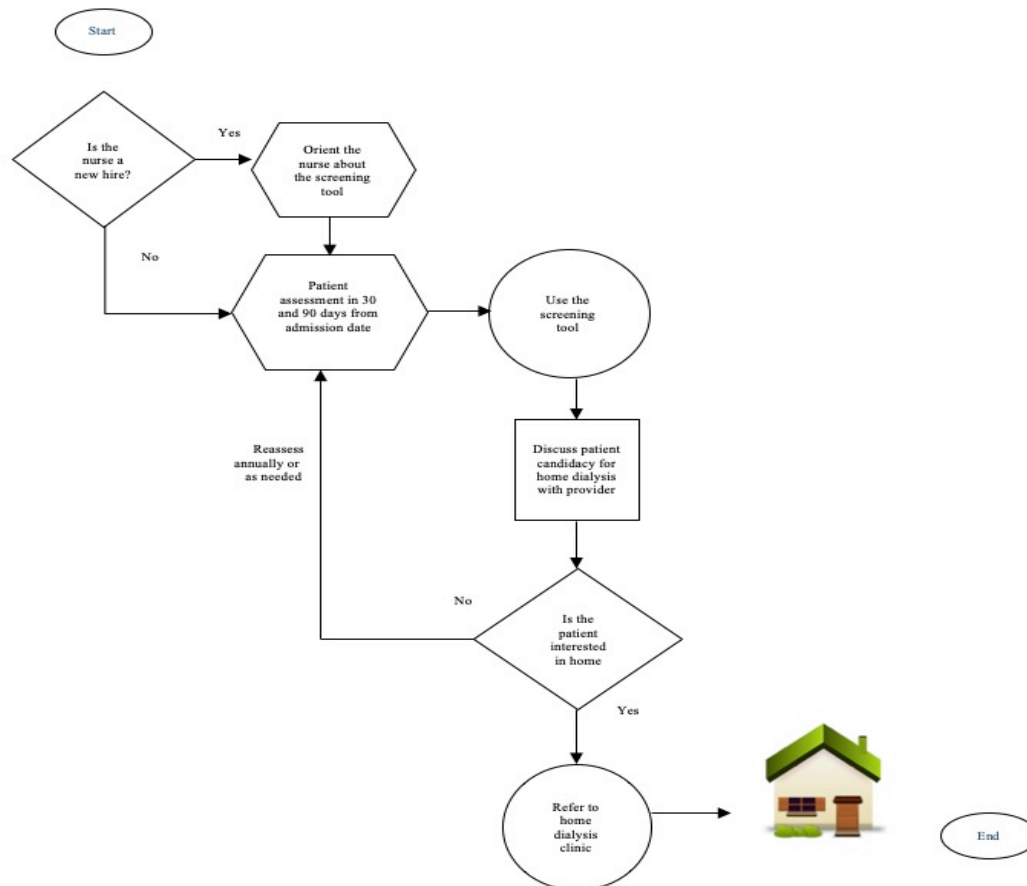 Start
Is the
nurse a
new hire?
Yes
Orient the
nurse about
the screening
tool
No
Patient
assessment in 30
and 90 days from
admission date
Use the
screening
tool
Reassess
annually or
as needed
Discuss patient
candidacy for
home dialysis
with provider
No
Is the
patient
interested
in home
Yes
Refer to
home
dialysis
clinic
End